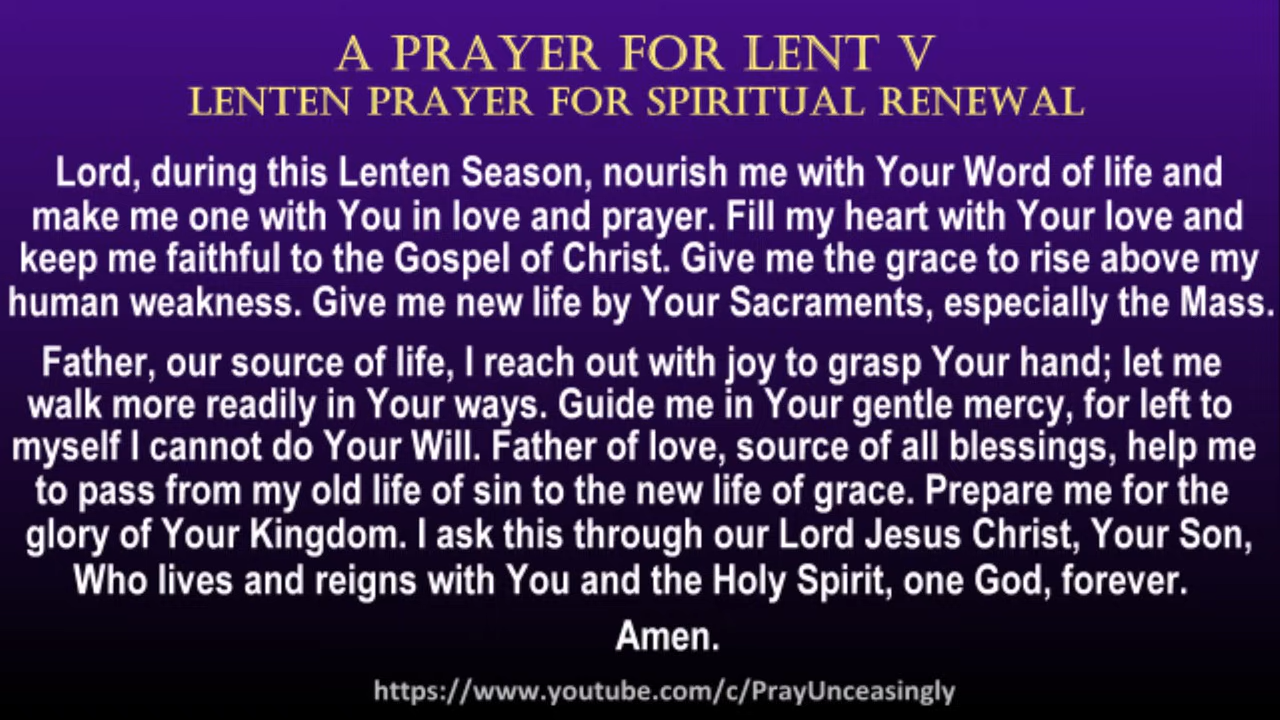 A PRAYER FOR LENT V
LENTEN PRAYER FOR SPIRITUAL RENEWAL
Lord, during this Lenten Season, nourish me with Your Word of life and
make me one with You in love and prayer. Fill my heart with Your love and
keep me faithful to the Gospel of Christ. Give me the grace to rise above my
human weakness. Give me new life by Your Sacraments, especially the Mass.
Father, our source of life, I reach out with joy to grasp Your hand; let me
walk more readily in Your ways. Guide me in Your gentle mercy, for left to
myself I cannot do Your Will. Father of love, source of all blessings, help me
to pass from my old life of sin to the new life of grace. Prepare me for the
glory of Your Kingdom. I ask this through our Lord Jesus Christ, Your Son,
Who lives and reigns with You and the Holy Spirit, one God, forever.
Amen.
https://www.youtube.com/c/PrayUnceasingly